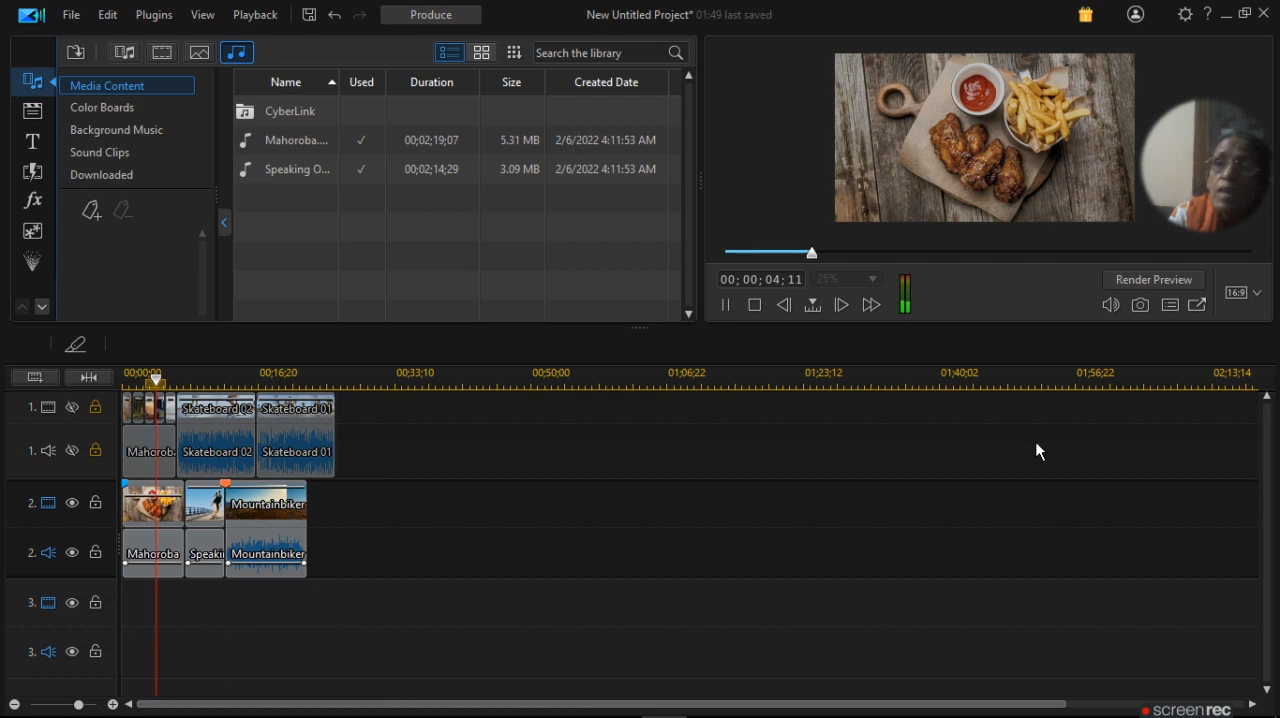 File Edit Plugins View Playback Produce New Untitled Project* 01:49 last saved
Search the library
Media Content
Color Boards
Background Music
Sound Clips
Downloaded
Name Used Duration Size Created Date
CyberLink
Mahoroba.... 00;02;19;07 5.31 MB 2/6/2022 4:11:53 AM
Speaking O... 00;02;14;29 3.09 MB 2/6/2022 4:11:53 AM
00; 00; 04; 11 25% Render Preview
16:9
00;00;00 00;16;20 00;33;10 00;50;00 01;06;22 01;23;12 01;40;02 01;56;22 02;13;14
1. Skateboard 02 Skateboard 01
1. Mahorob. Skateboard 02 Skateboard 01
2. Mountainbiker
2. Mahoroba Speaki Mountainbiker
3.
3.
screenrec